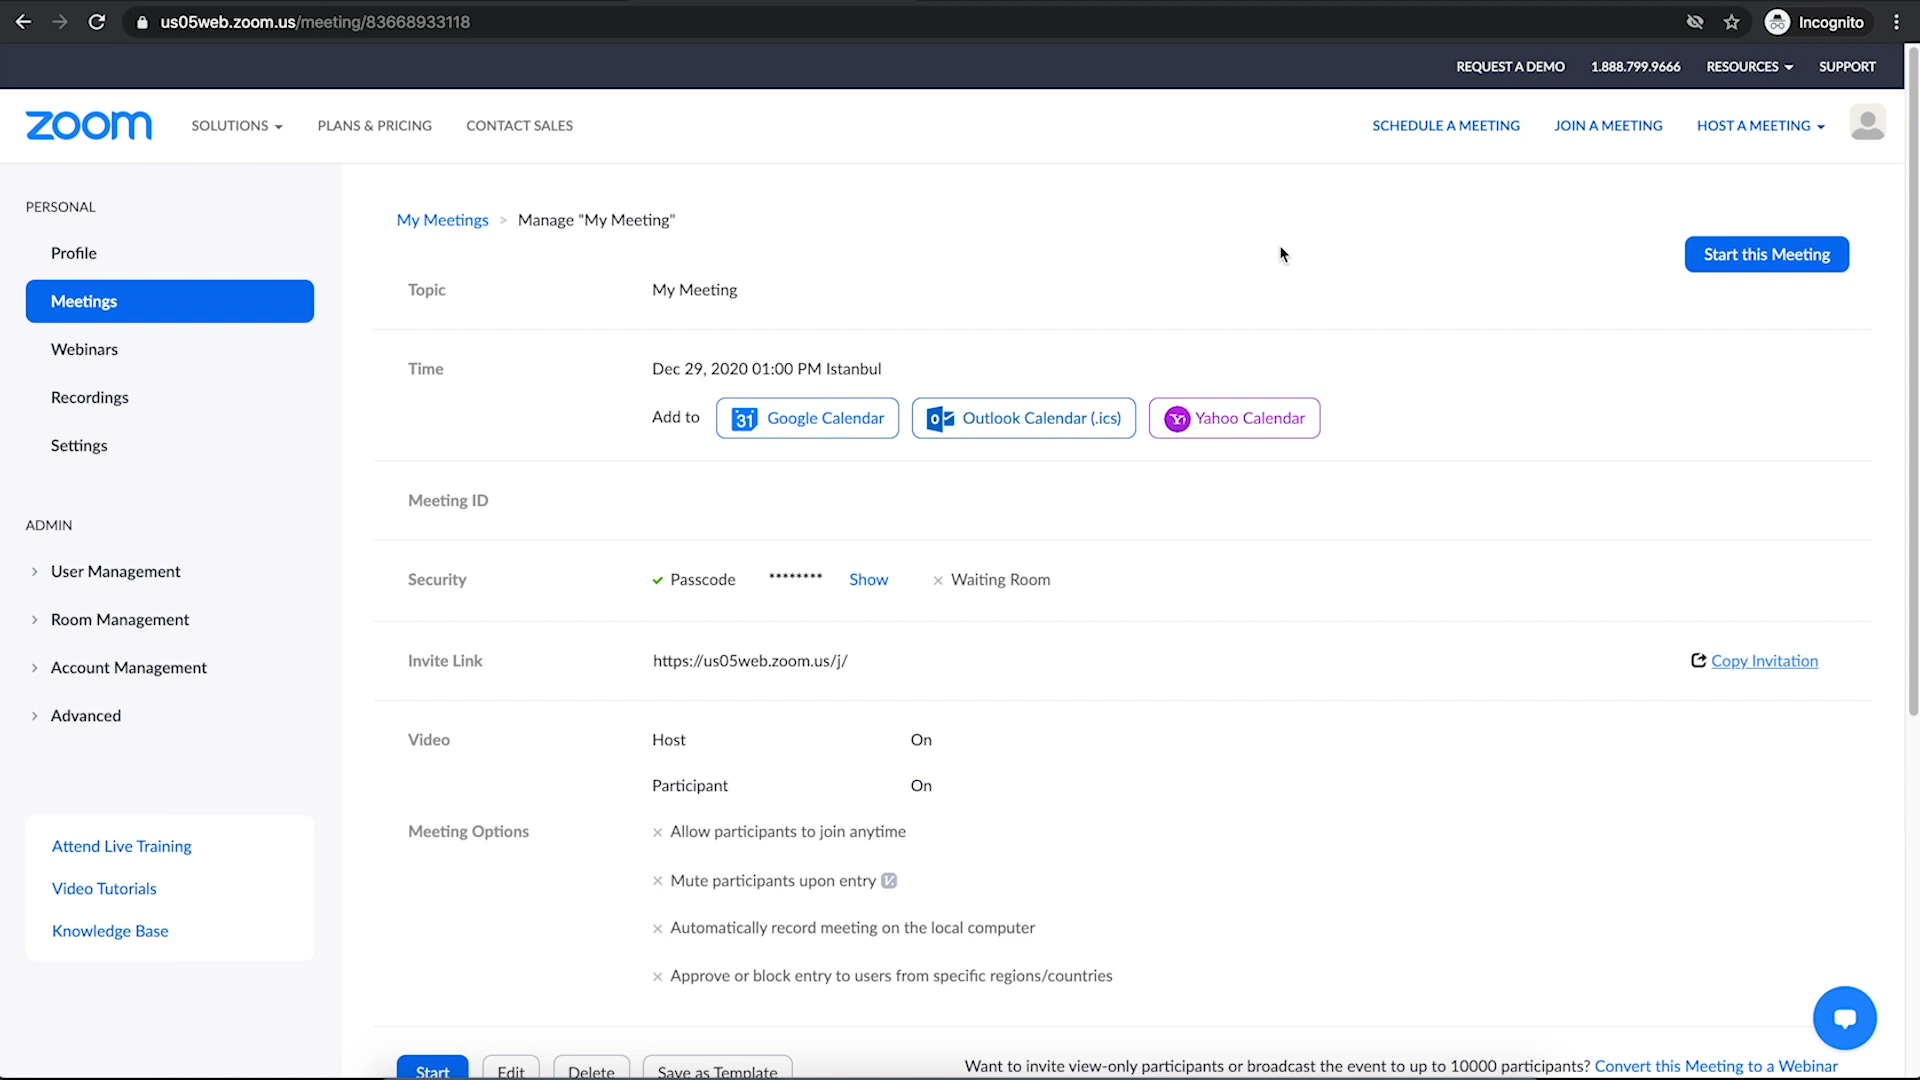 us05web.zoom.us/meeting/83668933118
Incognito
REQUEST A DEMO 1.888.799.9666 RESOURCES SUPPORT
zoom SOLUTIONS PLANS & PRICING CONTACT SALES SCHEDULE A MEETING JOIN A MEETING HOST A MEETING
PERSONAL
Profile
Meetings
Webinars
Recordings
Settings
ADMIN
User Management
Room Management
Account Management
Advanced
Attend Live Training
Video Tutorials
Knowledge Base
My Meetings > Manage "My Meeting"
Start this Meeting
Topic My Meeting
Time Dec 29, 2020 01:00 PM Istanbul
Add to 31 Google Calendar Outlook Calendar (.ics) Yahoo Calendar
Meeting ID
Security Passcode ******** Show Waiting Room
Invite Link https://us05web.zoom.us/j/ Copy Invitation
Video Host On
Participant On
Meeting Options Allow participants to join anytime
Mute participants upon entry
Automatically record meeting on the local computer
Approve or block entry to users from specific regions/countries
Start Edit Delete Save as Template Want to invite view-only participants or broadcast the event to up to 10000 participants? Convert this Meeting to a Webinar